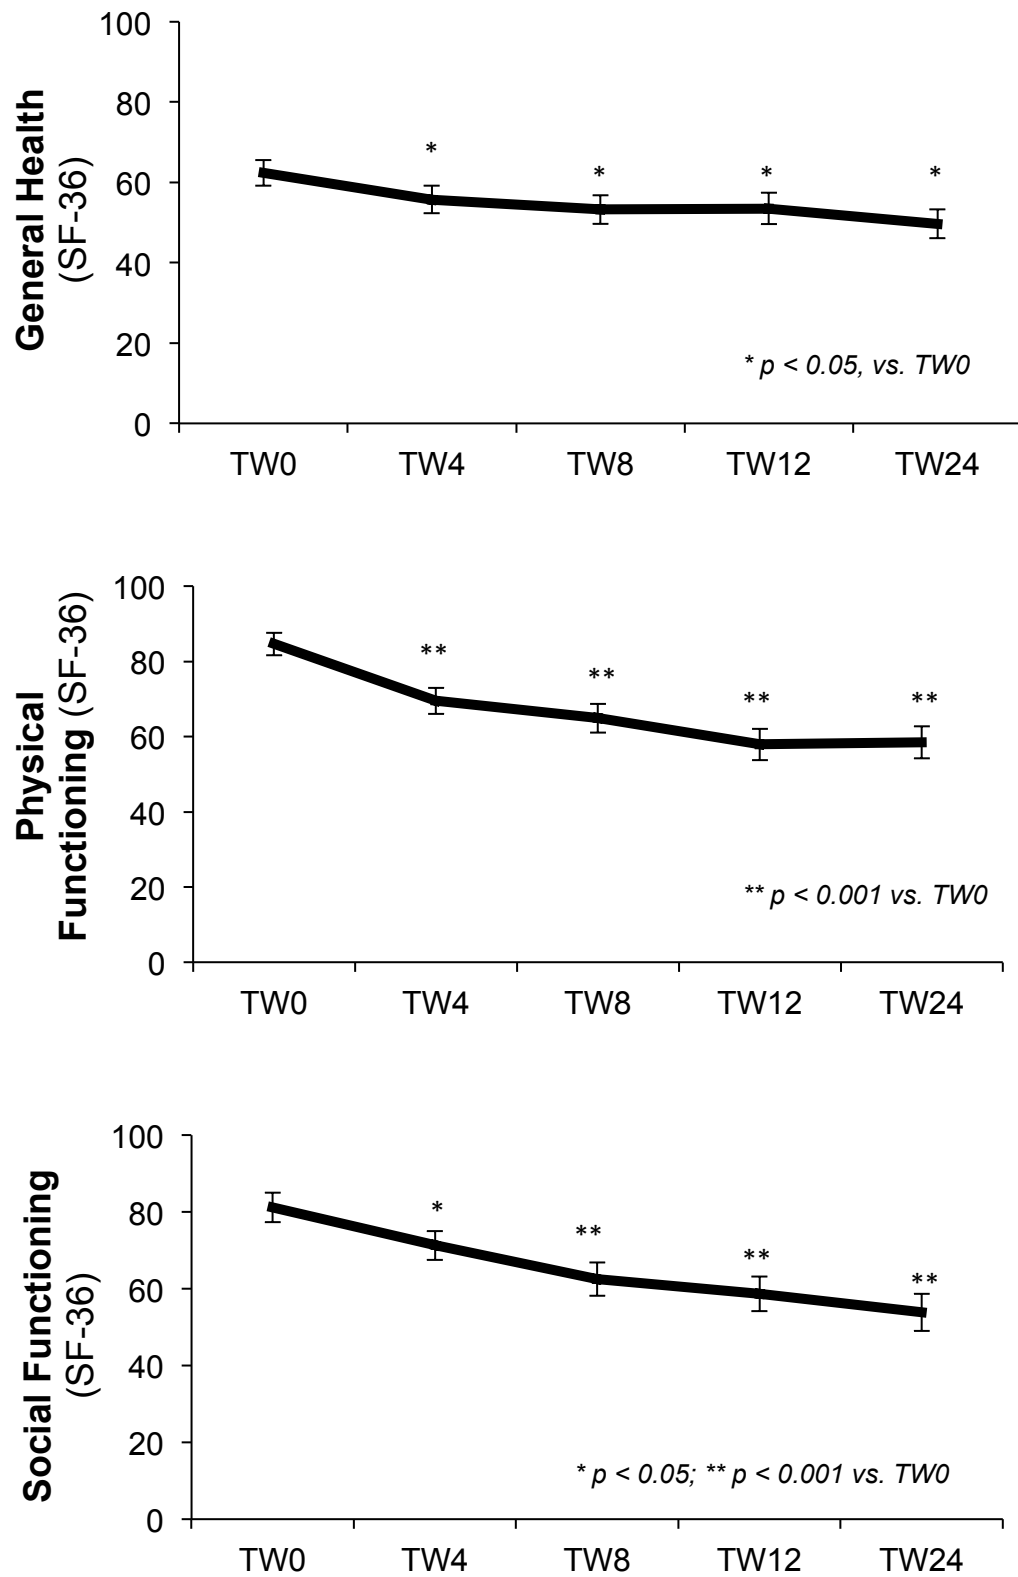 General Health
(SF-36)
100
80
60
40
20
0
*
*
*
*
* p < 0.05, vs. TW0
TW0 TW4 TW8 TW12 TW24
Physical
Functioning (SF-36)
100
80
60
40
20
0
**
**
**
**
** p < 0.001 vs. TW0
TW0 TW4 TW8 TW12 TW24
Social Functioning
(SF-36)
100
80
60
40
20
0
*
**
**
**
* p < 0.05; ** p < 0.001 vs. TW0
TW0 TW4 TW8 TW12 TW24